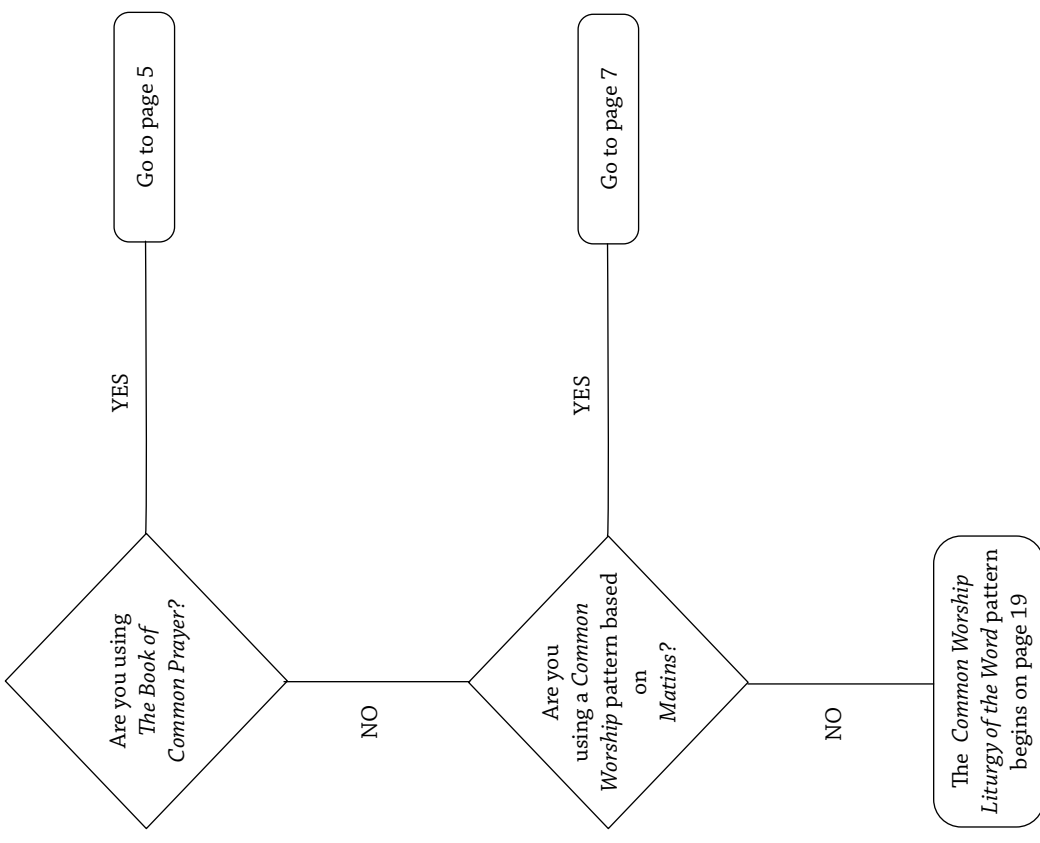 Are you using
The Book of
Common Prayer?
YES
Go to page 5
NO
Are you
using a Common
Worship pattern based
on
Matins?
YES
Go to page 7
NO
The Common Worship
Liturgy of the Word pattern
begins on page 19